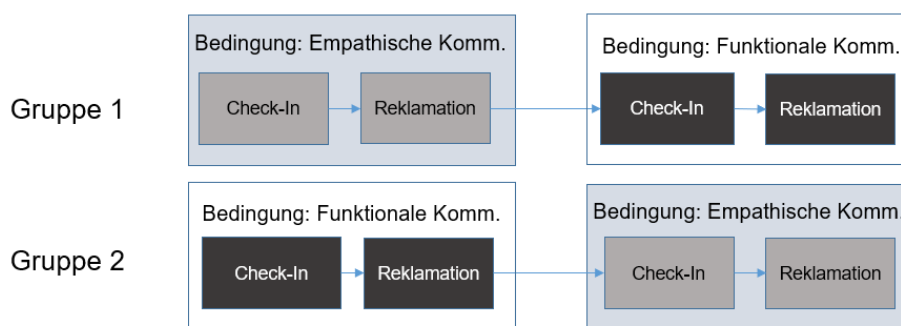 Bedingung: Empathische Komm.
Bedingung: Funktionale Komm.
Gruppe 1
Check-In
Reklamation
Check-In
Reklamation
Bedingung: Funktionale Komm.
Bedingung: Empathische Komm.
Gruppe 2
Check-In
Reklamation
Check-In
Reklamation